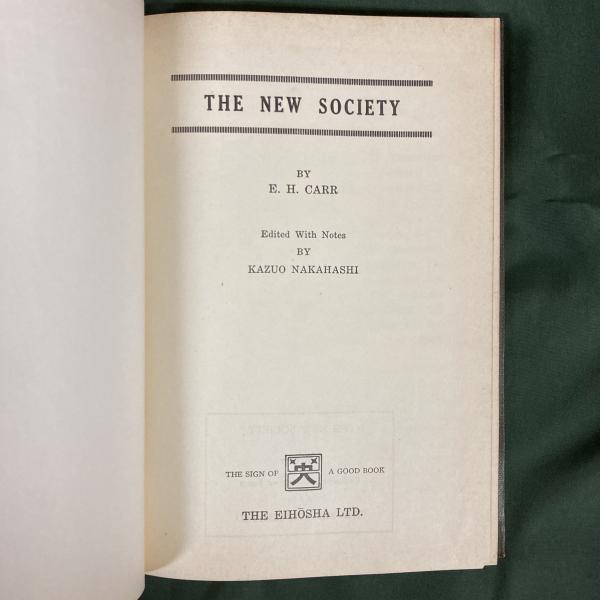 THE NEW SOCIETY
BY
E. H. CARR
Edited With Notes
BY
KAZUO NAKAHASHI
THE SIGN OF A GOOD BOOK
THE EIHŌSHA LTD.